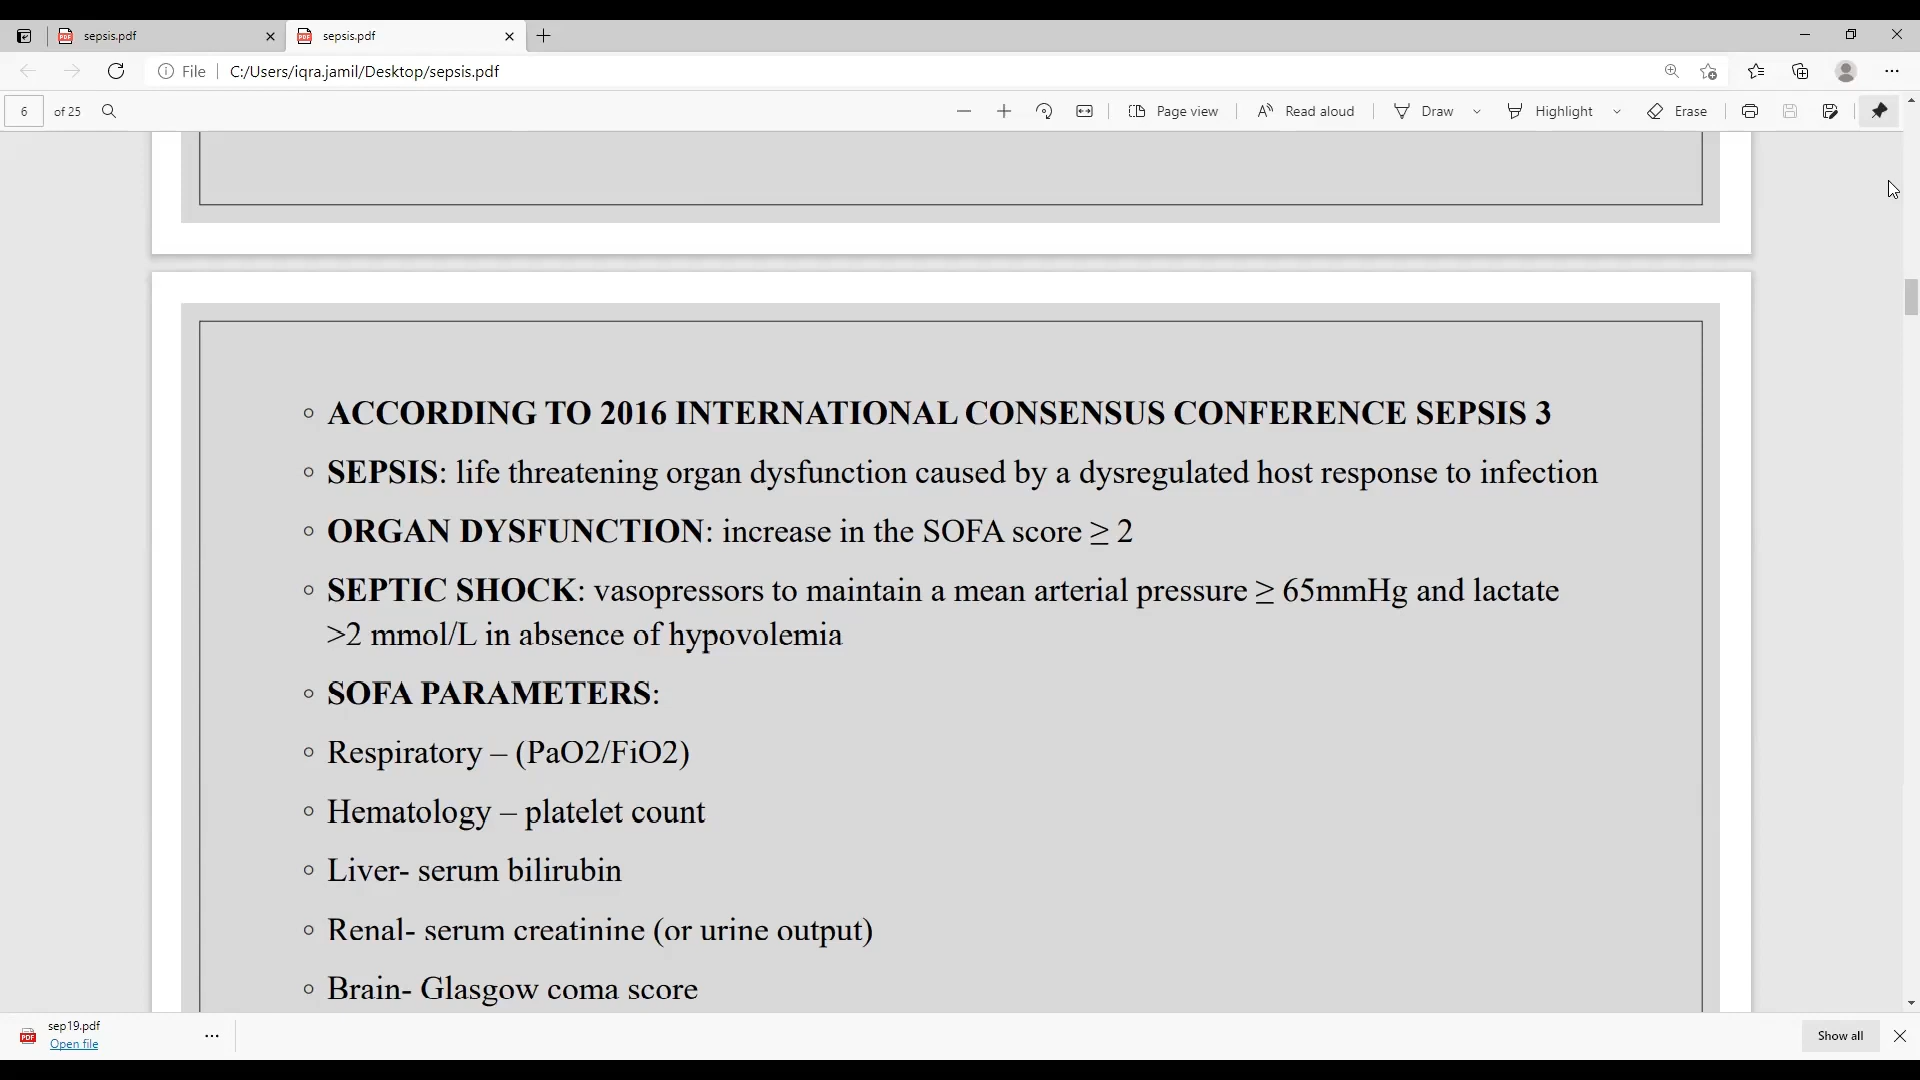 sepsis.pdf
sepsis.pdf
File
C:/Users/iqra.jamil/Desktop/sepsis.pdf
6 of 25
Page view
Read aloud
Draw
Highlight
Erase
ACCORDING TO 2016 INTERNATIONAL CONSENSUS CONFERENCE SEPSIS 3
SEPSIS: life threatening organ dysfunction caused by a dysregulated host response to infection
ORGAN DYSFUNCTION: increase in the SOFA score ≥ 2
SEPTIC SHOCK: vasopressors to maintain a mean arterial pressure ≥ 65mmHg and lactate
>2 mmol/L in absence of hypovolemia
SOFA PARAMETERS:
Respiratory – (PaO2/FiO2)
Hematology – platelet count
Liver- serum bilirubin
Renal- serum creatinine (or urine output)
Brain- Glasgow coma score
sep19.pdf
Open file
Show all